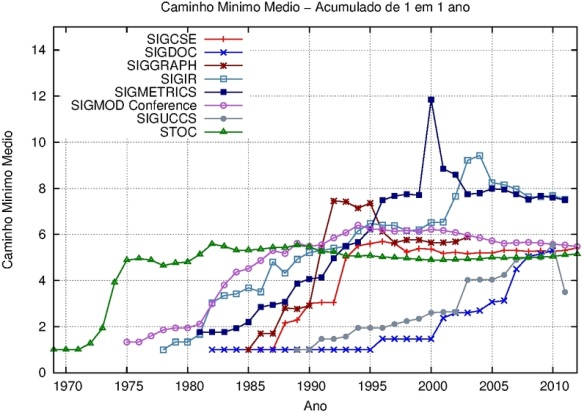 Caminho Minimo Medio – Acumulado de 1 em 1 ano
14
12
10
8
6
4
2
0
Caminho Minimo Medio
SIGCSE
SIGDOC
SIGGRAPH
SIGIR
SIGMETRICS
SIGMOD Conference
SIGUCCS
STOC
1970 1975 1980 1985 1990 1995 2000 2005 2010
Ano